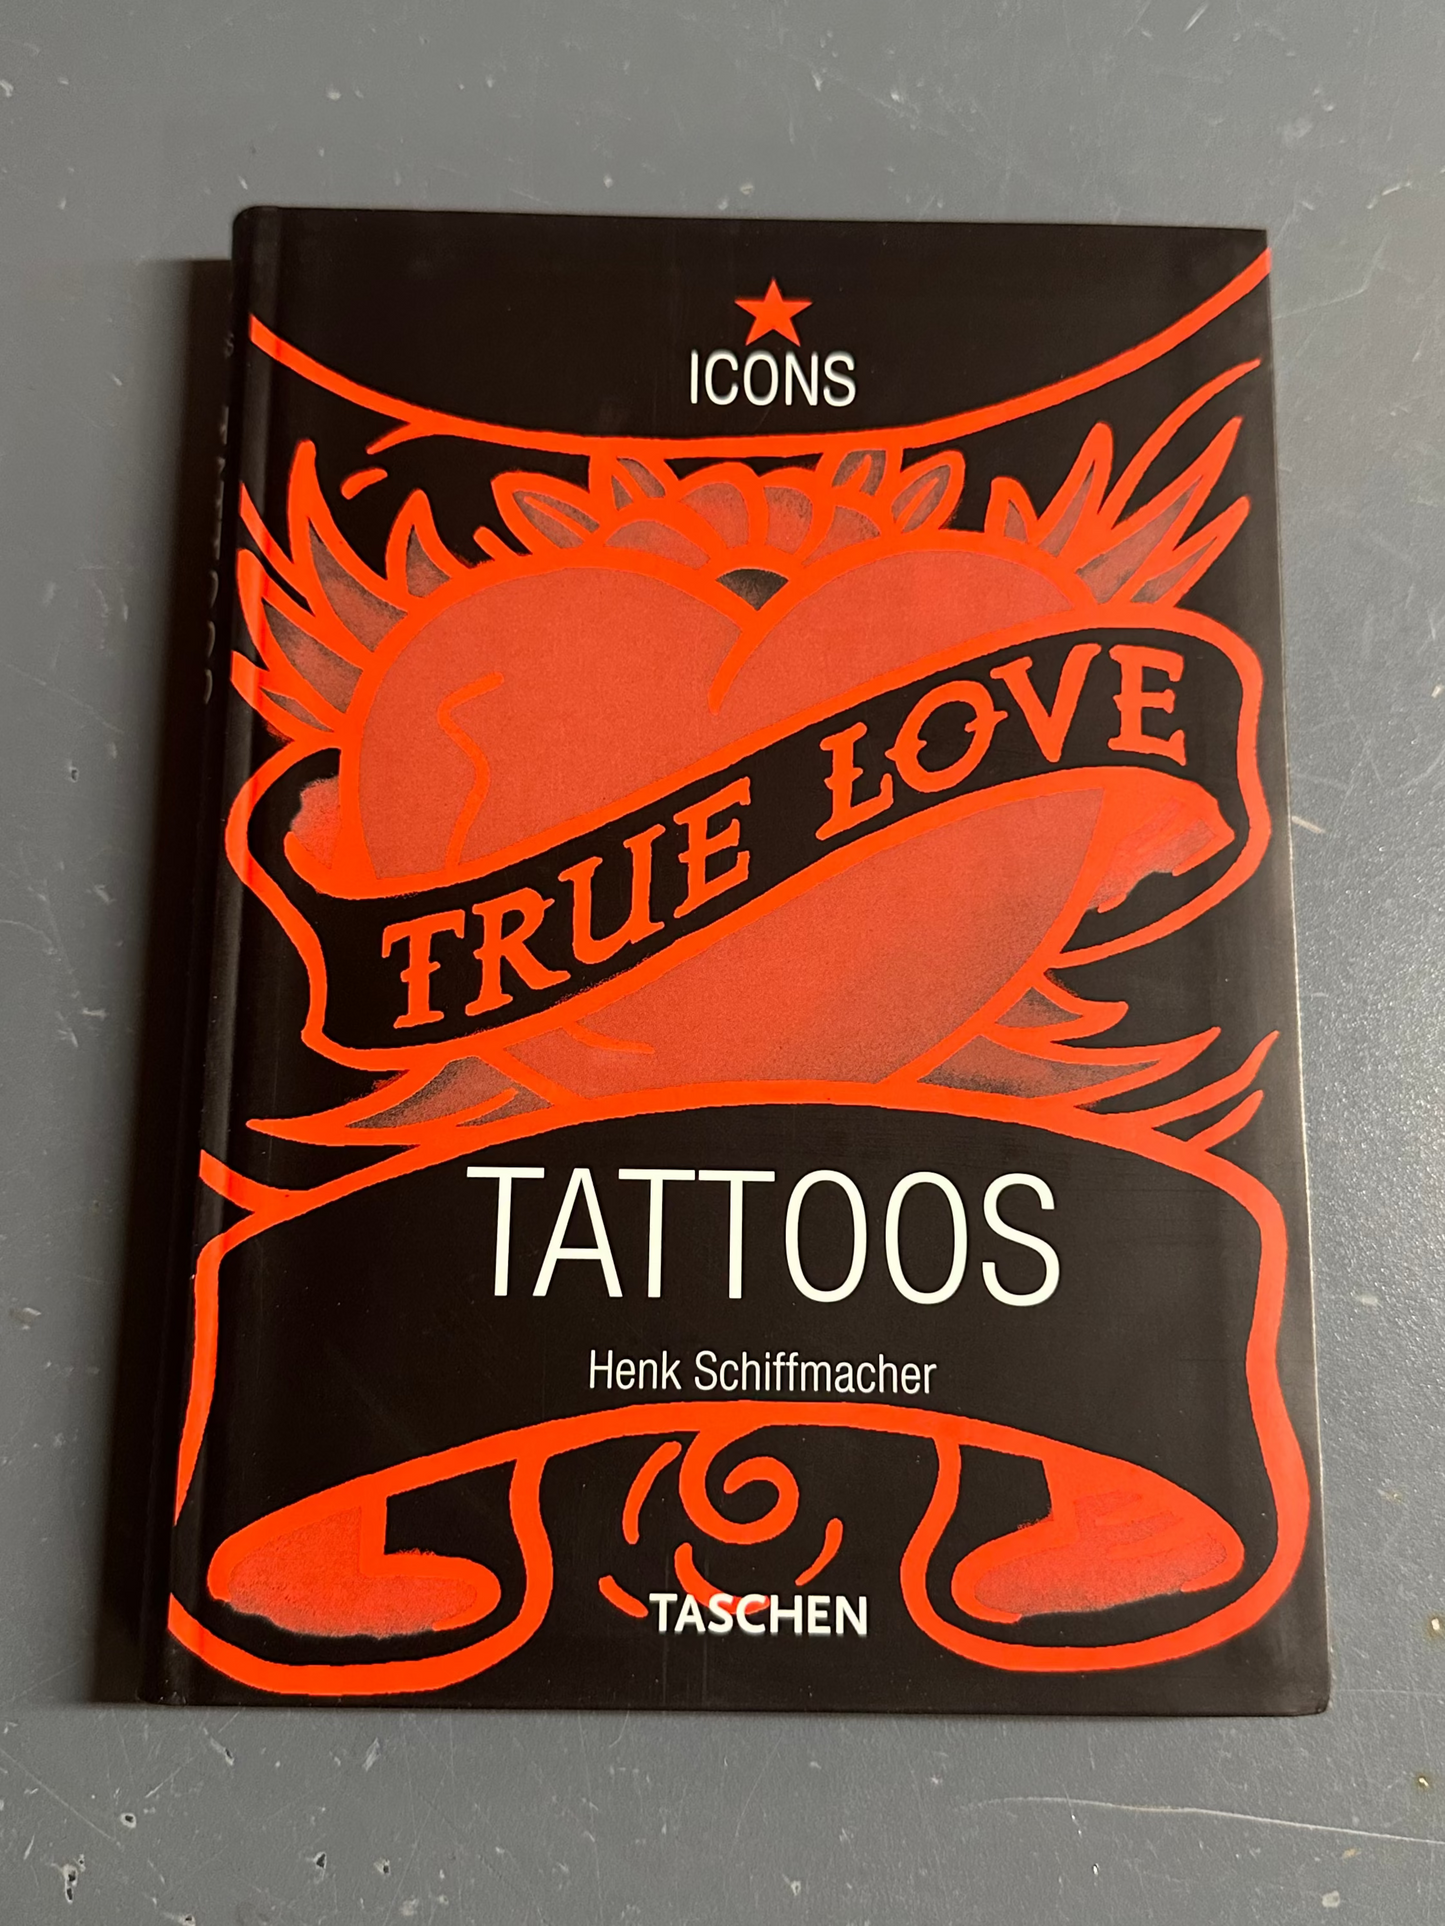 ICONS
TRUE LOVE
TATTOOS
Henk Schiffmacher
TASCHEN